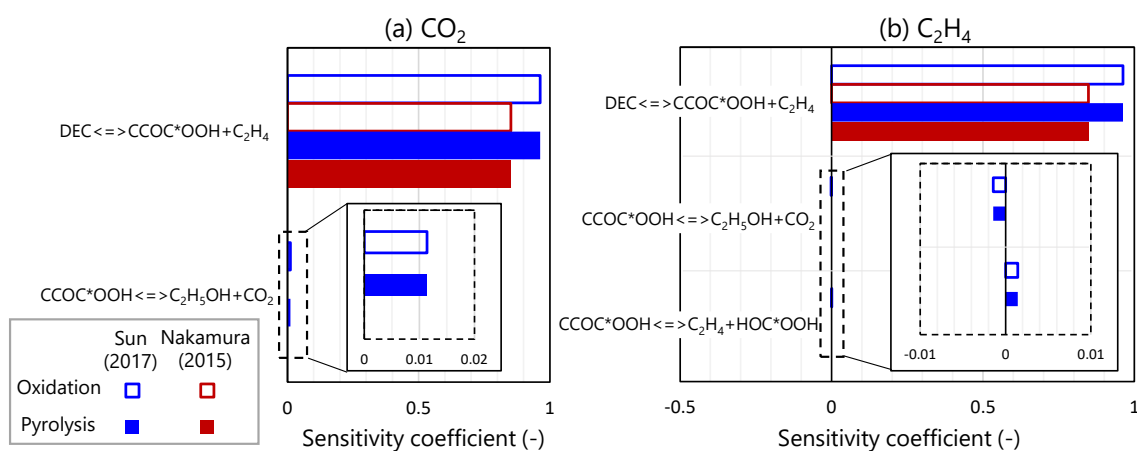 (a) CO₂
DEC<=>CCOC*OOH+C₂H₄
CCOC*OOH<=>C₂H₅OH+CO₂
0 0.01 0.02
0 0.5 1
Sensitivity coefficient (-)
Sun (2017)
Nakamura (2015)
Oxidation
Pyrolysis
(b) C₂H₄
DEC<=>CCOC*OOH+C₂H₄
CCOC*OOH<=>C₂H₅OH+CO₂
CCOC*OOH<=>C₂H₄+HOC*OOH
-0.01 0 0.01
-0.5 0 0.5 1
Sensitivity coefficient (-)